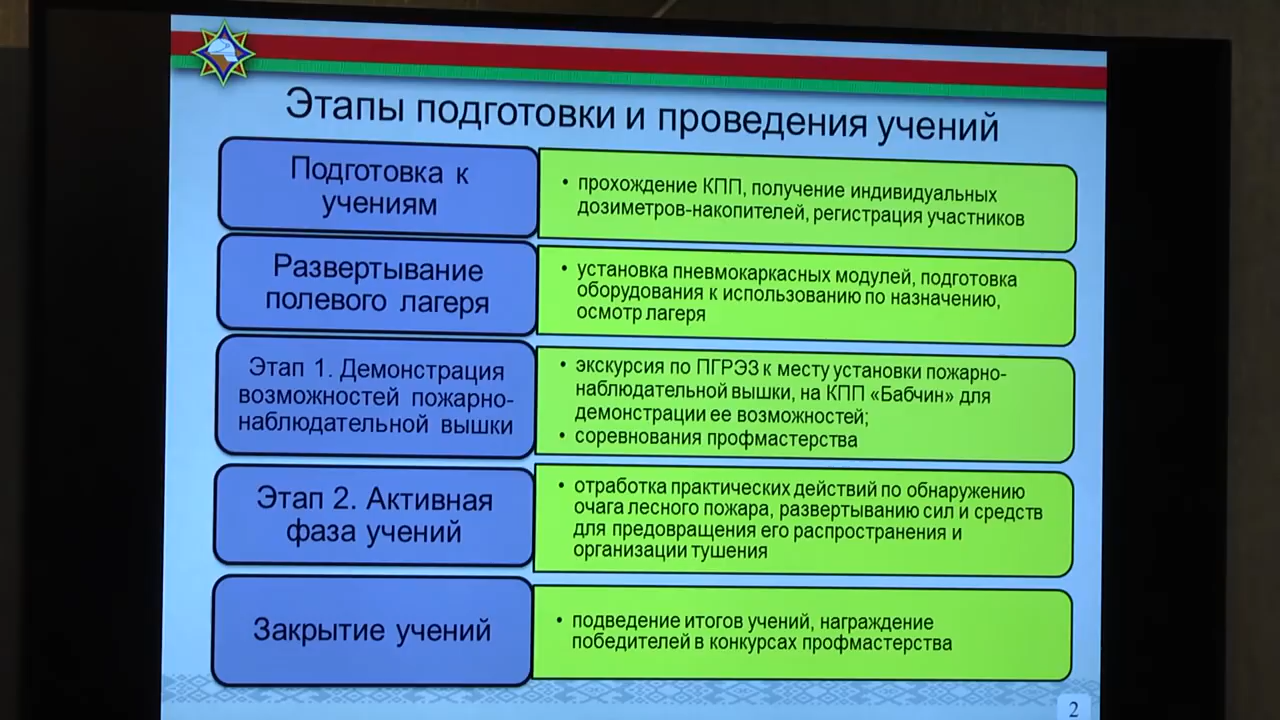 Этапы подготовки и проведения учений
Подготовка к
учениям
• прохождение КПП, получение индивидуальных
дозиметров-накопителей, регистрация участников
Развертывание
полевого лагеря
• установка пневмокаркасных модулей, подготовка
оборудования к использованию по назначению,
осмотр лагеря
Этап 1. Демонстрация
возможностей пожарно-
наблюдательной вышки
• экскурсия по ПГРЭЗ к месту установки пожарно-
наблюдательной вышки, на КПП «Бабчин» для
демонстрации ее возможностей;
• соревнования профмастерства
Этап 2. Активная
фаза учений
• отработка практических действий по обнаружению
очага лесного пожара, развертыванию сил и средств
для предовращения его распространения и
организации тушения
Закрытие учений
• подведение итогов учений, награждение
победителей в конкурсах профмастерства
2